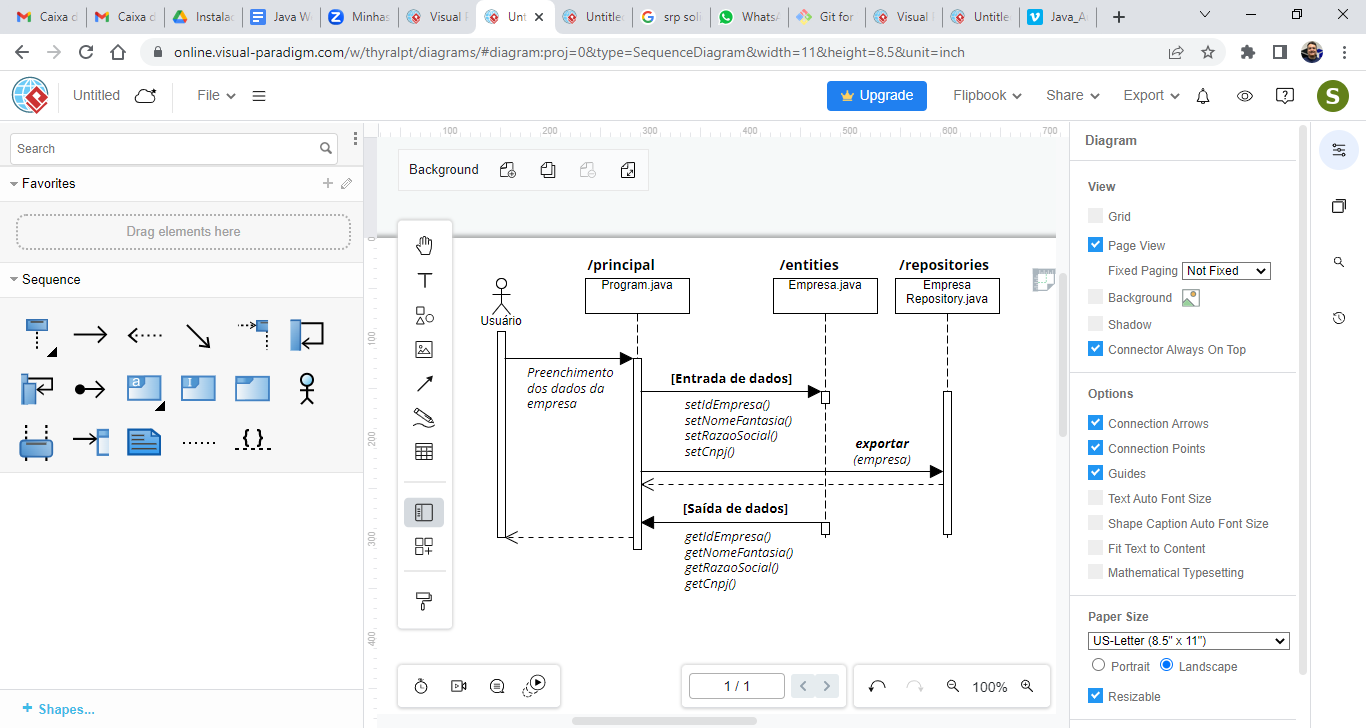 Caixa d
Caixa d
Instalaç
Java W
Minhas
Visual P
Unt
Untitle
srp soli
WhatsA
Git for
Visual
Untitle
Java_A
online.visual-paradigm.com/w/thyralpt/diagrams/#diagram:proj=0&type=SequenceDiagram&width=11&height=8.5&unit=inch
Untitled
File
Upgrade
Flipbook
Share
Export
S
Search
Favorites
Drag elements here
Sequence
a
I
{ }
Shapes...
100
200
300
400
500
600
700
0
100
200
300
400
Background
T
/principal
/entities
/repositories
Program.java
Empresa.java
Empresa
Repository.java
Usuário
Preenchimento
dos dados da
empresa
[Entrada de dados]
setIdEmpresa()
setNomeFantasia()
setRazaoSocial()
setCnpj()
exportar
(empresa)
[Saída de dados]
getIdEmpresa()
getNomeFantasia()
getRazaoSocial()
getCnpj()
1 / 1
100%
Diagram
View
Grid
Page View
Fixed Paging
Not Fixed
Background
Shadow
Connector Always On Top
Options
Connection Arrows
Connection Points
Guides
Text Auto Font Size
Shape Caption Auto Font Size
Fit Text to Content
Mathematical Typesetting
Paper Size
US-Letter (8.5" x 11")
Portrait
Landscape
Resizable